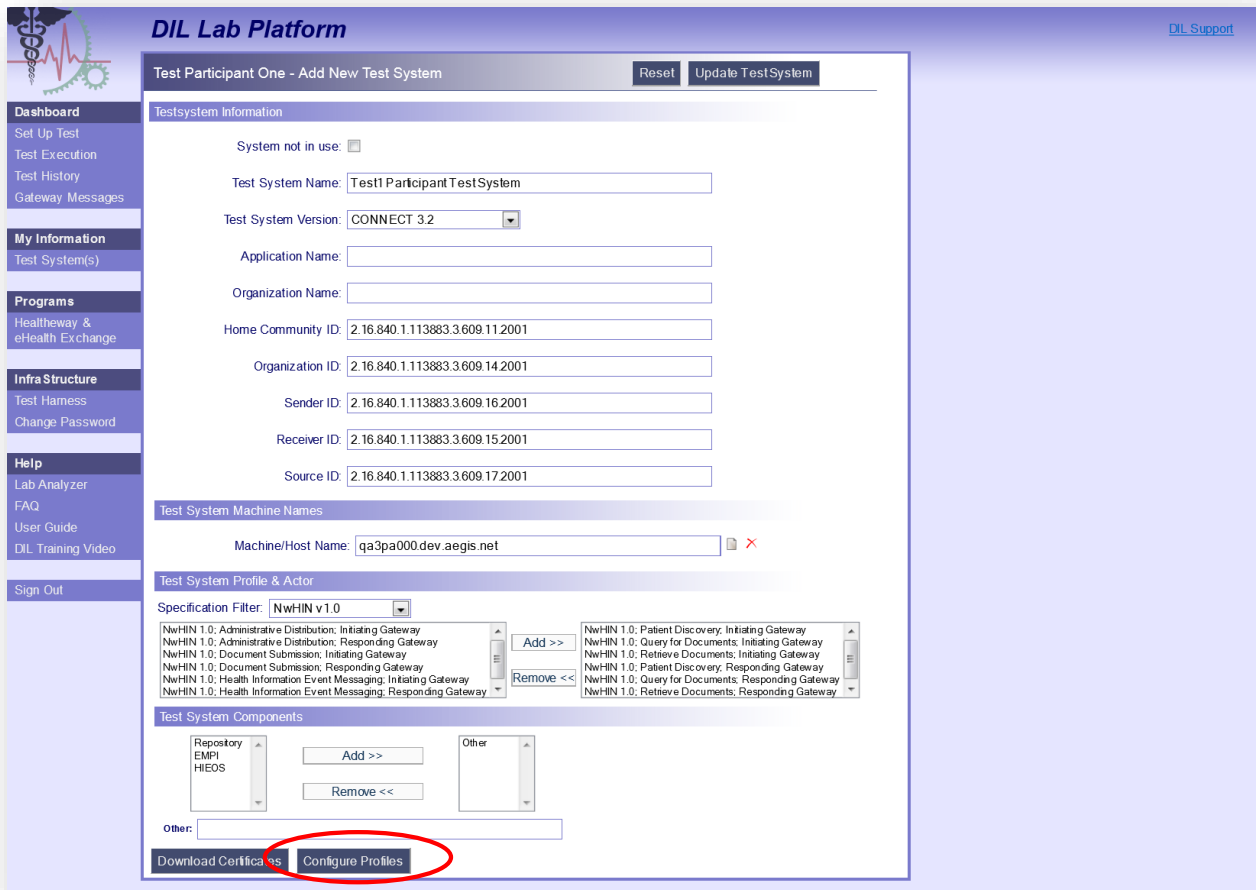 DIL Lab Platform
DIL Support
Test Participant One - Add New Test System
Reset
Update TestSystem
Dashboard
Set Up Test
Test Execution
Test History
Gateway Messages
My Information
Test System(s)
Programs
Healtheway &
eHealth Exchange
InfraStructure
Test Harness
Change Password
Help
Lab Analyzer
FAQ
User Guide
DIL Training Video
Sign Out
Testsystem Information
System not in use:
Test System Name: Test1 Participant TestSystem
Test System Version: CONNECT 3.2
Application Name:
Organization Name:
Home Community ID: 2.16.840.1.113883.3.609.11.2001
Organization ID: 2.16.840.1.113883.3.609.14.2001
Sender ID: 2.16.840.1.113883.3.609.16.2001
Receiver ID: 2.16.840.1.113883.3.609.15.2001
Source ID: 2.16.840.1.113883.3.609.17.2001
Test System Machine Names
Machine/Host Name: qa3pa000.dev.aegis.net
Test System Profile & Actor
Specification Filter: NwHIN v1.0
NwHIN 1.0; Administrative Distribution; Initiating Gateway
NwHIN 1.0; Administrative Distribution; Responding Gateway
NwHIN 1.0; Document Submission; Initiating Gateway
NwHIN 1.0; Document Submission; Responding Gateway
NwHIN 1.0; Health Information Event Messaging; Initiating Gateway
NwHIN 1.0; Health Information Event Messaging; Responding Gateway
Add >>
Remove <<
NwHIN 1.0; Patient Discovery; Initiating Gateway
NwHIN 1.0; Query for Documents; Initiating Gateway
NwHIN 1.0; Retrieve Documents; Initiating Gateway
NwHIN 1.0; Patient Discovery; Responding Gateway
NwHIN 1.0; Query for Documents; Responding Gateway
NwHIN 1.0; Retrieve Documents; Responding Gateway
Test System Components
Repository
EMPI
HIEOS
Add >>
Remove <<
Other
Other:
Download Certificates
Configure Profiles